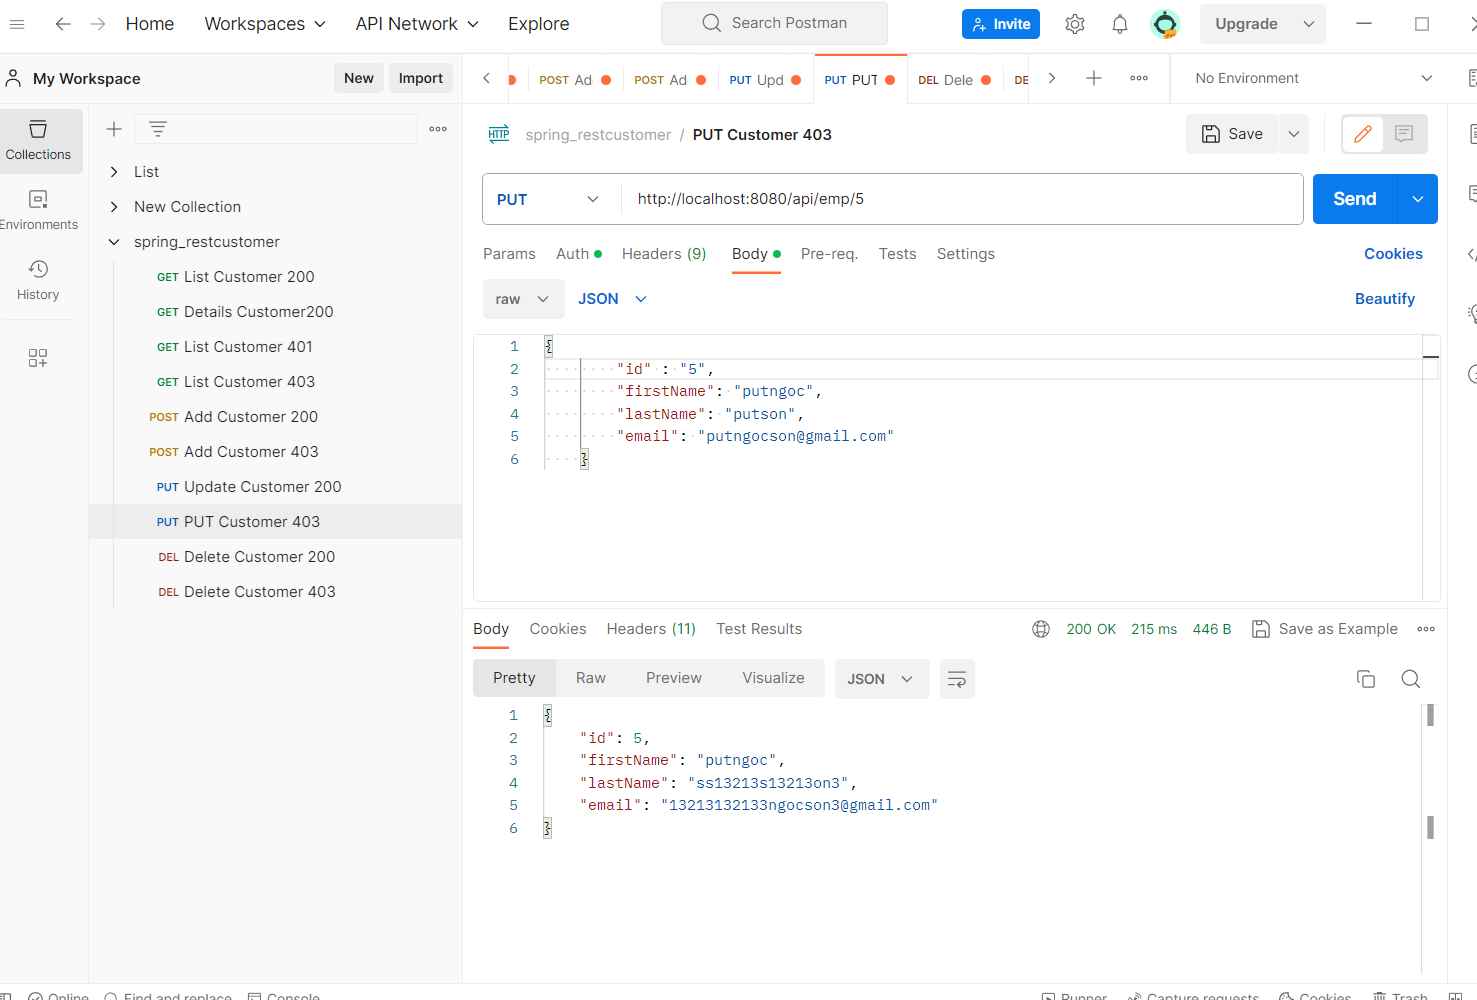 Home Workspaces API Network Explore Search Postman Invite Upgrade
My Workspace New Import
POST Ad POST Ad PUT Upd PUT PUT DEL Dele DE No Environment
Collections
Environments
History
List
New Collection
spring_restcustomer
GET List Customer 200
GET Details Customer200
GET List Customer 401
GET List Customer 403
POST Add Customer 200
POST Add Customer 403
PUT Update Customer 200
PUT PUT Customer 403
DEL Delete Customer 200
DEL Delete Customer 403
HTTP spring_restcustomer / PUT Customer 403 Save
PUT http://localhost:8080/api/emp/5 Send
Params Auth Headers (9) Body Pre-req. Tests Settings Cookies
raw JSON Beautify
1 {
2 "id" : "5",
3 "firstName": "putngoc",
4 "lastName": "putson",
5 "email": "putngocson@gmail.com"
6 }
Body Cookies Headers (11) Test Results 200 OK 215 ms 446 B Save as Example
Pretty Raw Preview Visualize JSON
1 {
2 "id": 5,
3 "firstName": "putngoc",
4 "lastName": "ss13213s13213on3",
5 "email": "13213132133ngocson3@gmail.com"
6 }
Online Find and replace Console Runner Capture requests Cookies Trash